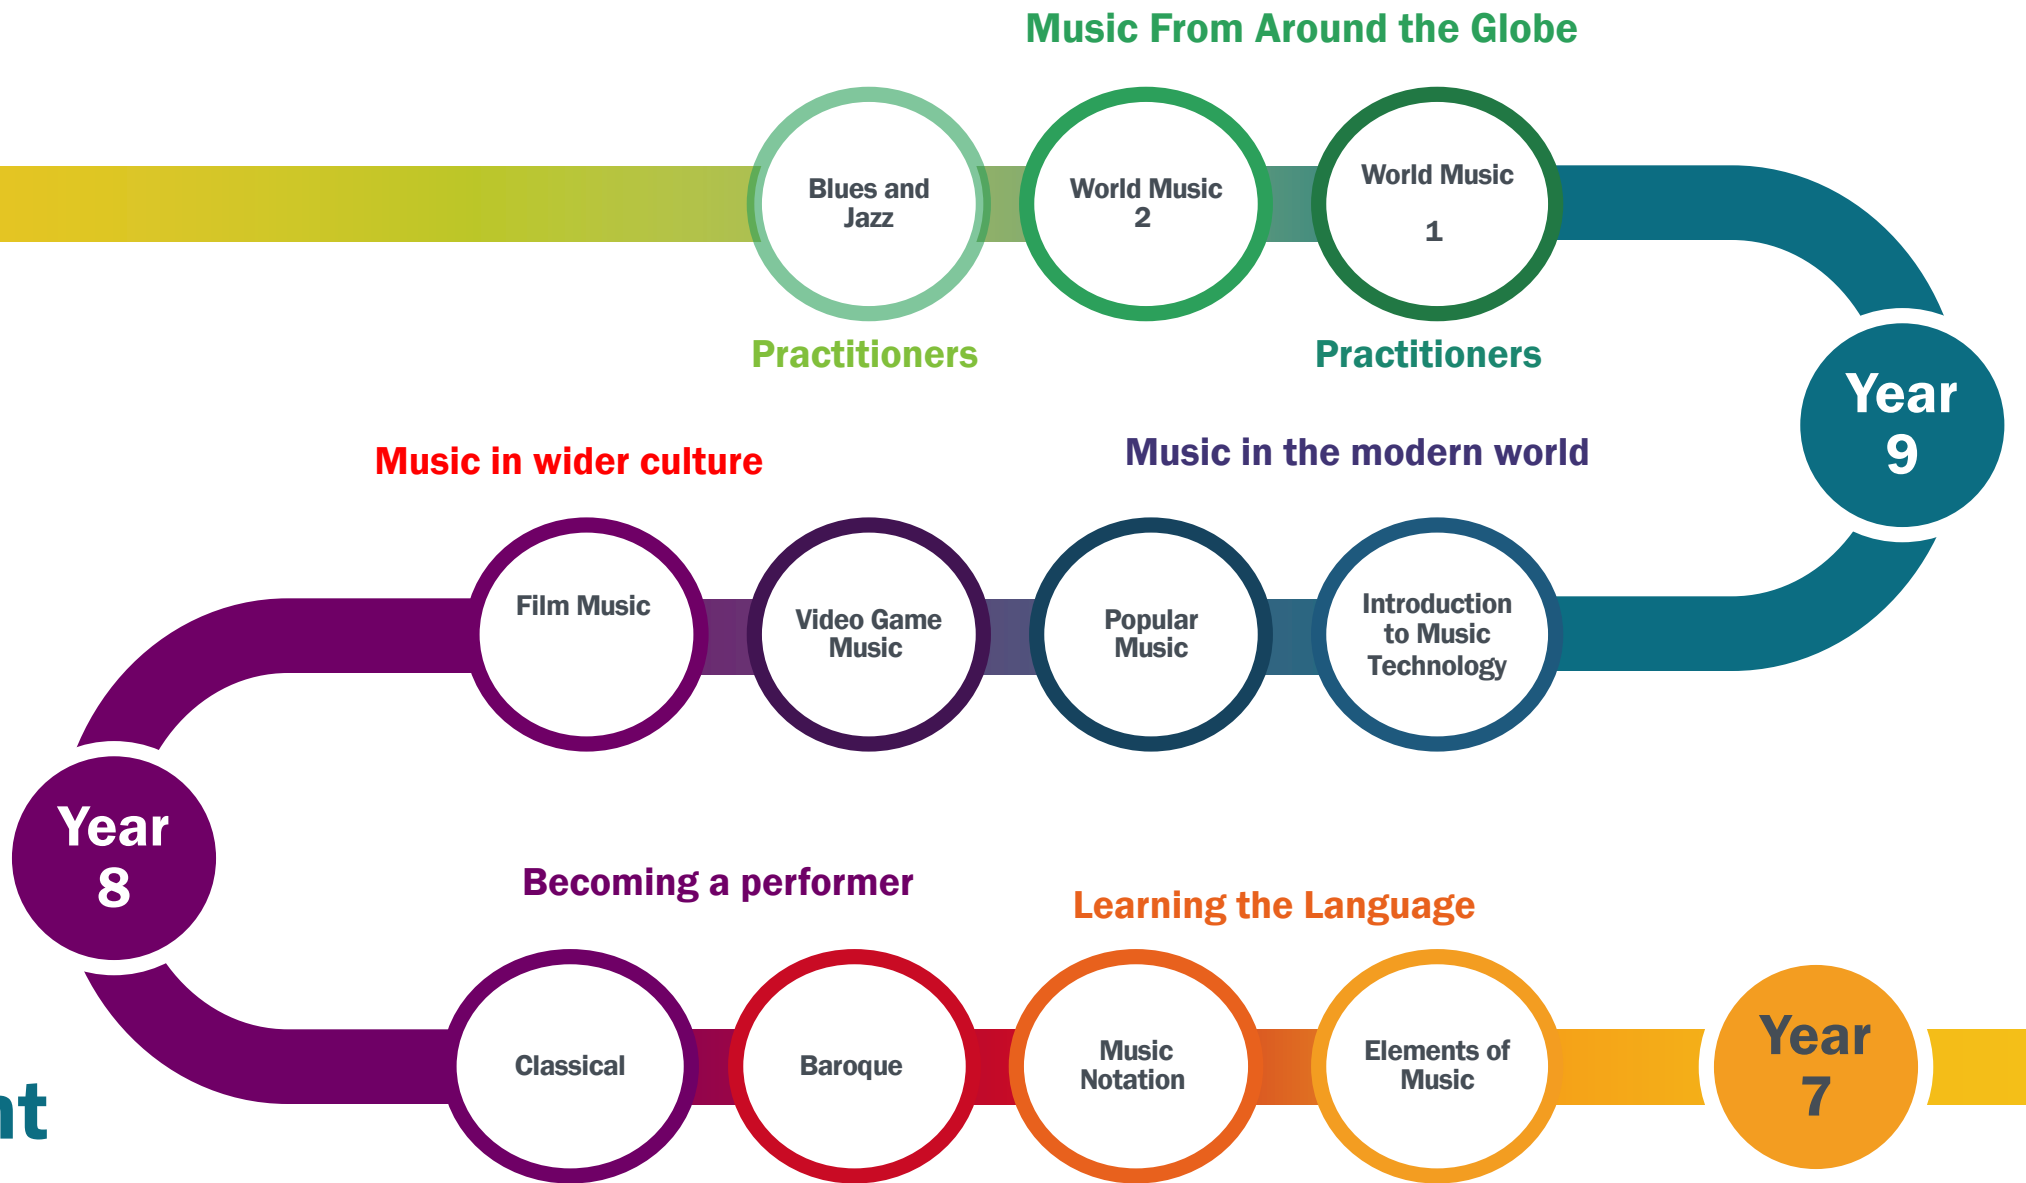 Music From Around the Globe
Blues and
Jazz
World Music
2
World Music
1
Practitioners
Practitioners
Year
9
Music in wider culture
Music in the modern world
Film Music
Video Game
Music
Popular
Music
Introduction
to Music
Technology
Year
8
Becoming a performer
Learning the Language
Classical
Baroque
Music
Notation
Elements of
Music
Year
7